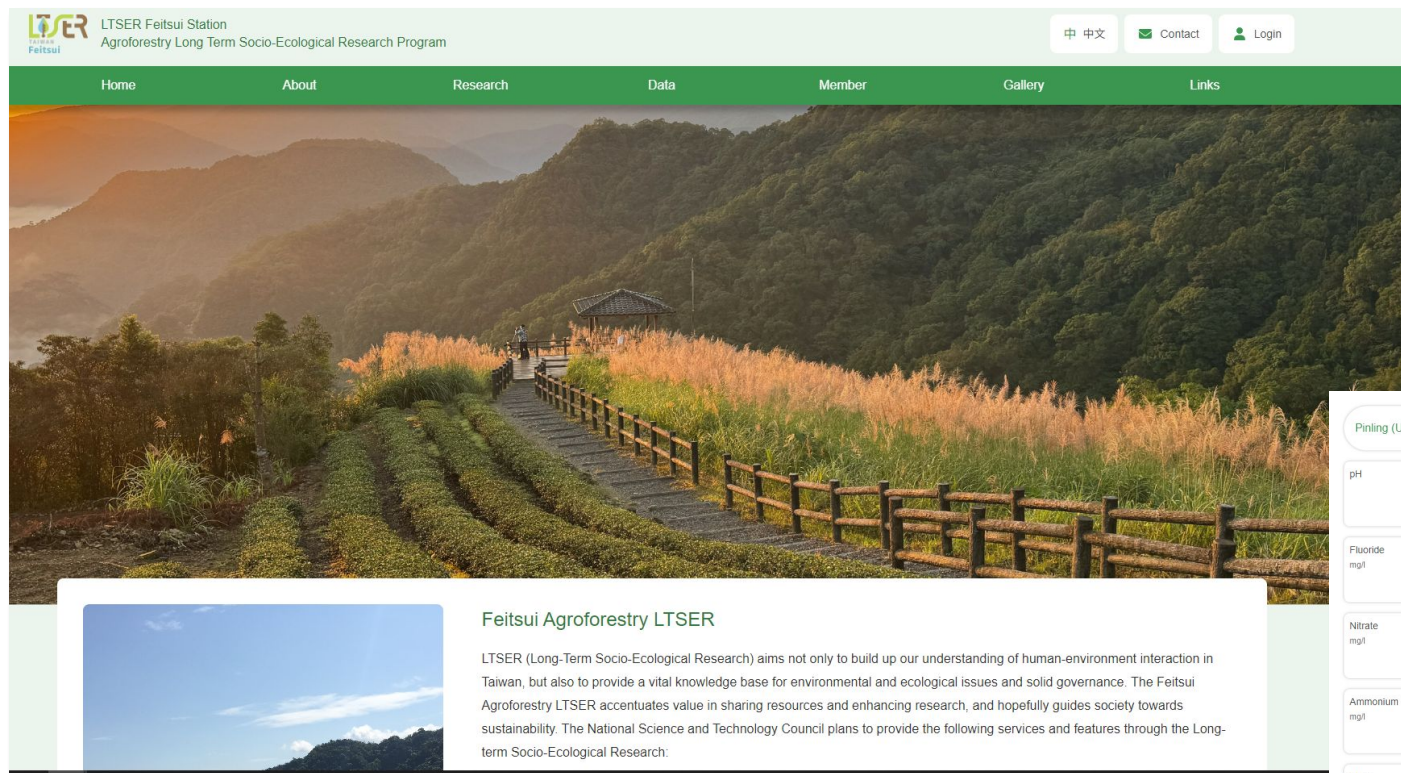 LTSER
TAIWAN
Feitsui
LTSER Feitsui Station
Agroforestry Long Term Socio-Ecological Research Program
中 中文
Contact
Login
Home
About
Research
Data
Member
Gallery
Links
Feitsui Agroforestry LTSER
LTSER (Long-Term Socio-Ecological Research) aims not only to build up our understanding of human-environment interaction in
Taiwan, but also to provide a vital knowledge base for environmental and ecological issues and solid governance. The Feitsui
Agroforestry LTSER accentuates value in sharing resources and enhancing research, and hopefully guides society towards
sustainability. The National Science and Technology Council plans to provide the following services and features through the Long-
term Socio-Ecological Research:
Pinling (U
pH
Fluoride
mg/l
Nitrate
mg/l
Ammonium
mg/l